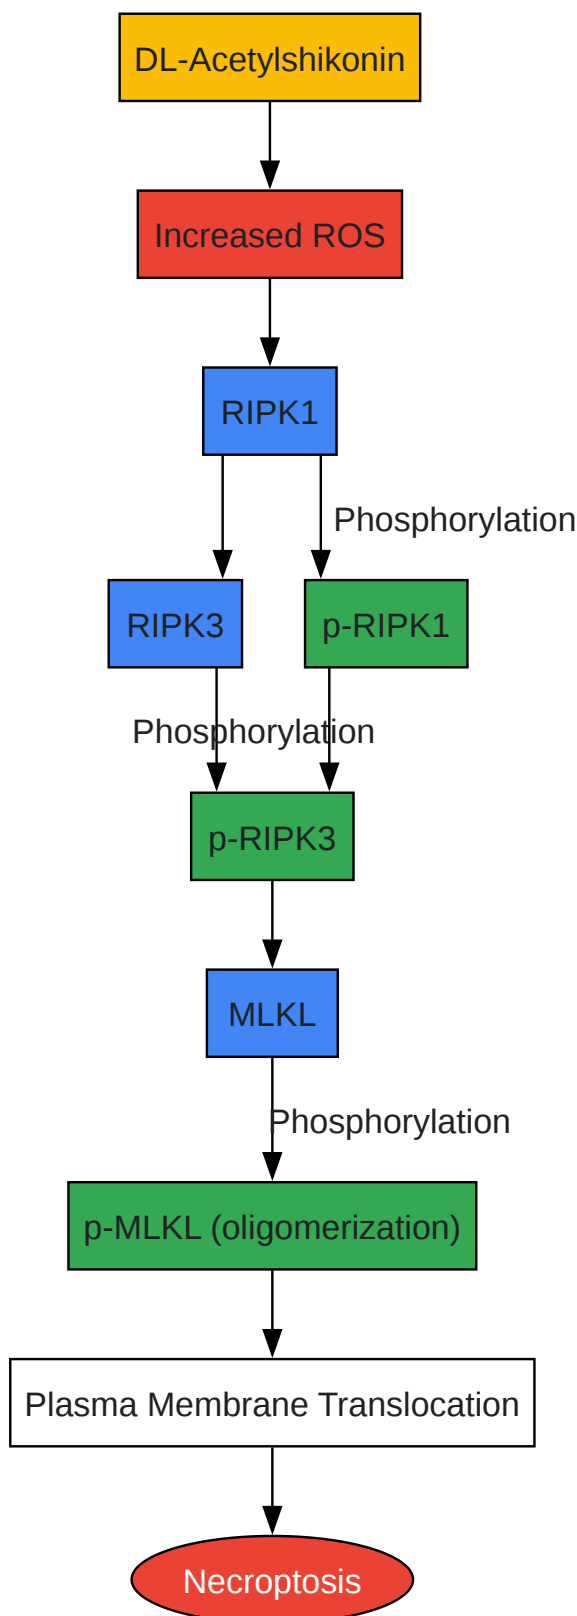 DL-Acetylshikonin
Increased ROS
RIPK1
Phosphorylation
RIPK3
p-RIPK1
Phosphorylation
p-RIPK3
MLKL
Phosphorylation
p-MLKL (oligomerization)
Plasma Membrane Translocation
Necroptosis